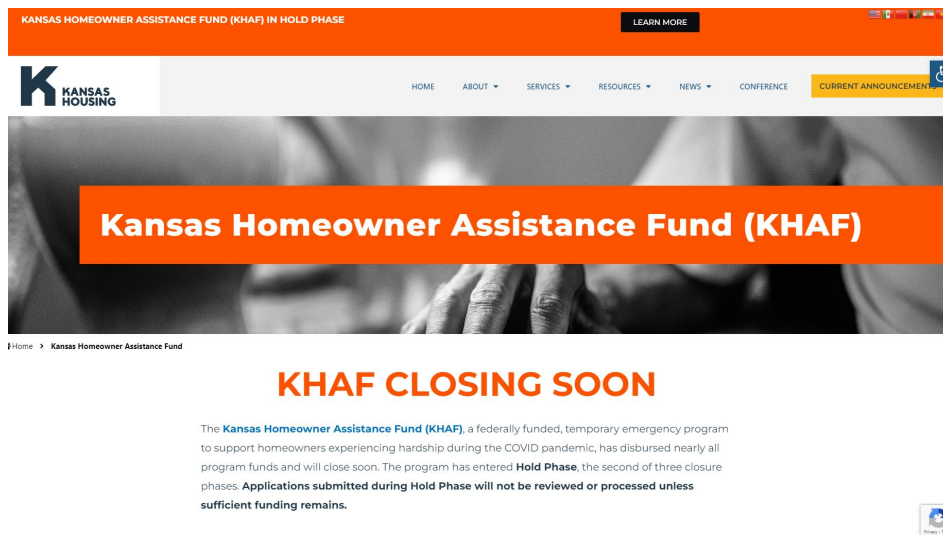 KANSAS HOMEOWNER ASSISTANCE FUND (KHAF) IN HOLD PHASE
LEARN MORE
KANSAS
HOUSING
HOME ABOUT SERVICES RESOURCES NEWS CONFERENCE CURRENT ANNOUNCEMENTS
Kansas Homeowner Assistance Fund (KHAF)
Home > Kansas Homeowner Assistance Fund
KHAF CLOSING SOON
The Kansas Homeowner Assistance Fund (KHAF), a federally funded, temporary emergency program
to support homeowners experiencing hardship during the COVID pandemic, has disbursed nearly all
program funds and will close soon. The program has entered Hold Phase, the second of three closure
phases. Applications submitted during Hold Phase will not be reviewed or processed unless
sufficient funding remains.
Privacy